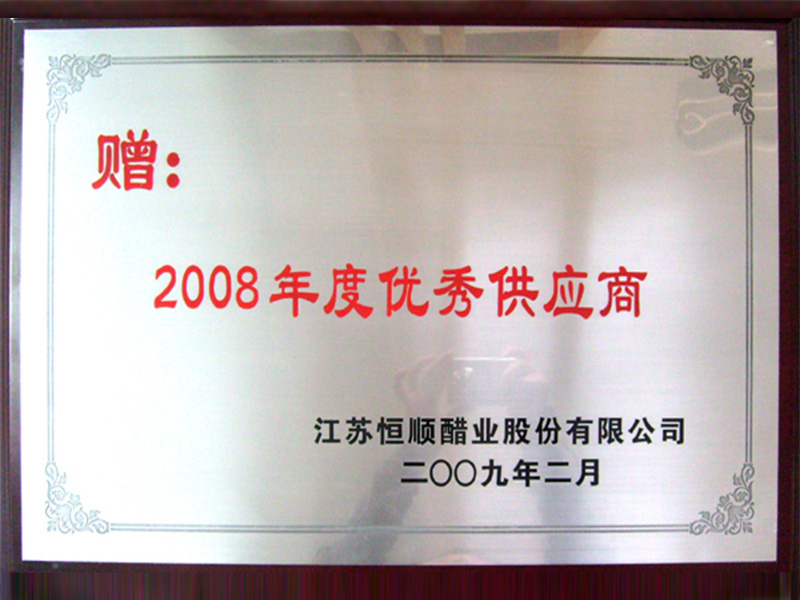 赠：
2008年度优秀供应商
江苏恒顺醋业股份有限公司
二〇〇九年二月